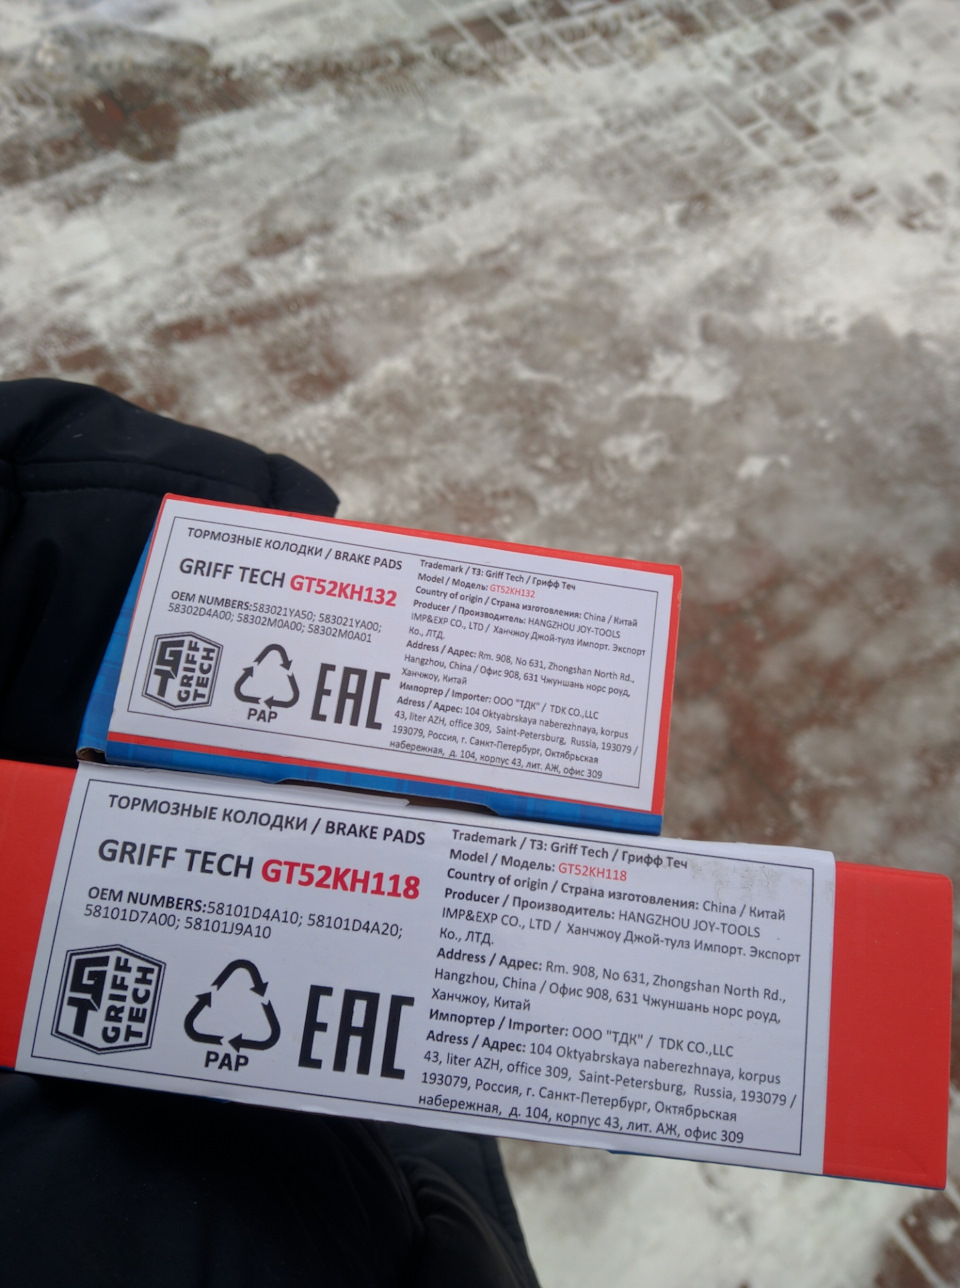 ТОРМОЗНЫЕ КОЛОДКИ / BRAKE PADS
GRIFF TECH GT52KH132
OEM NUMBERS:583021YA50; 583021YA00;
58302D4A00; 58302M0A00; 58302M0A01
GT
GRIFF
TECH
PAP
EAC
Trademark / ТЗ: Griff Tech / Грифф Теч
Model / Модель: GT52KH132
Country of origin / Страна изготовления: China / Китай
Producer / Производитель: HANGZHOU JOY-TOOLS
IMP&EXP CO., LTD / Ханчжоу Джой-тулз Импорт. Экспорт
Ко., ЛТД.
Address / Адрес: Rm. 908, No 631, Zhongshan North Rd.,
Hangzhou, China / Офис 908, 631 Чжуншань норс роуд,
Ханчжоу, Китай
Импортер / Importer: ООО "ТДК" / TDK CO.,LLC
Adress / Адрес: 104 Oktyabrskaya naberezhnaya, korpus
43, liter AZH, office 309, Saint-Petersburg, Russia, 193079 /
193079, Россия, г. Санкт-Петербург, Октябрьская
набережная, д. 104, корпус 43, лит. АЖ, офис 309
ТОРМОЗНЫЕ КОЛОДКИ / BRAKE PADS
GRIFF TECH GT52KH118
OEM NUMBERS:58101D4A10; 58101D4A20;
58101D7A00; 58101J9A10
GT
GRIFF
TECH
PAP
EAC
Trademark / ТЗ: Griff Tech / Грифф Теч
Model / Модель: GT52KH118
Country of origin / Страна изготовления: China / Китай
Producer / Производитель: HANGZHOU JOY-TOOLS
IMP&EXP CO., LTD / Ханчжоу Джой-тулз Импорт. Экспорт
Ко., ЛТД.
Address / Адрес: Rm. 908, No 631, Zhongshan North Rd.,
Hangzhou, China / Офис 908, 631 Чжуншань норс роуд,
Ханчжоу, Китай
Импортер / Importer: ООО "ТДК" / TDK CO.,LLC
Adress / Адрес: 104 Oktyabrskaya naberezhnaya, korpus
43, liter AZH, office 309, Saint-Petersburg, Russia, 193079 /
193079, Россия, г. Санкт-Петербург, Октябрьская
набережная, д. 104, корпус 43, лит. АЖ, офис 309